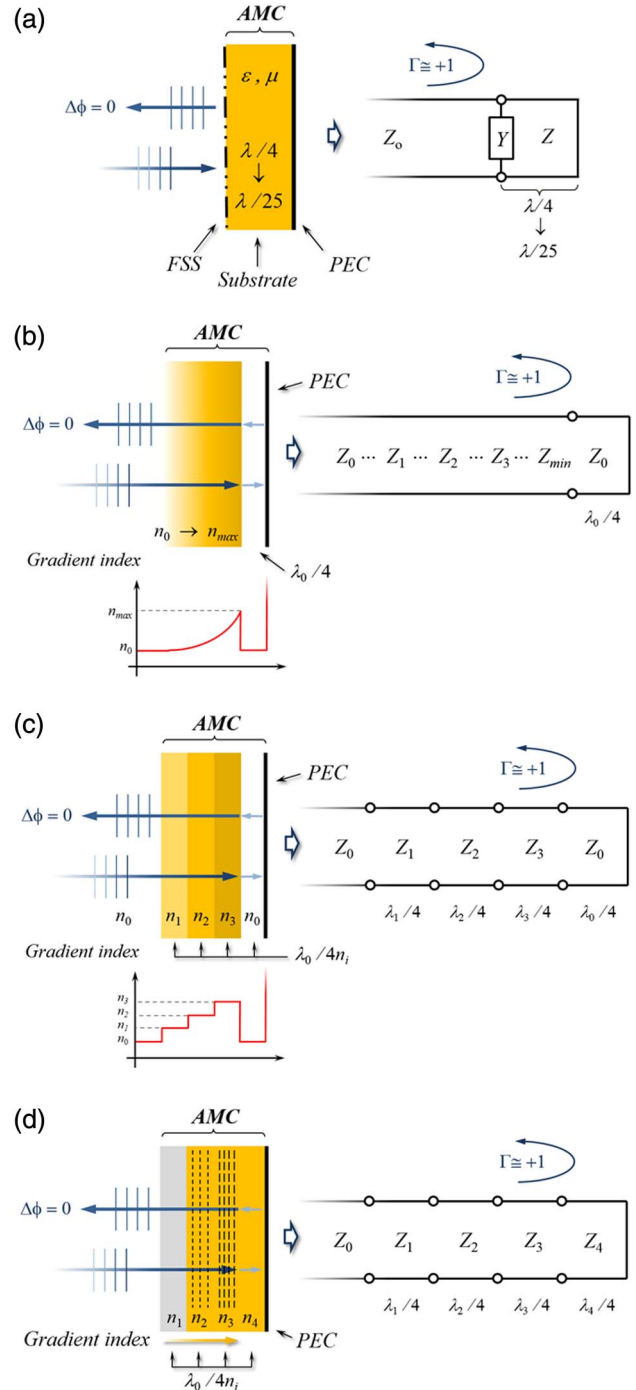 (a)
AMC
Δϕ = 0
ε , μ
λ /4
↓
λ /25
FSS
Substrate
PEC
Γ≅ +1
Zo
Y
Z
λ/4
↓
λ/25
(b)
AMC
PEC
Δϕ = 0
n0 → nmax
Gradient index
λ0 /4
nmax
n0
Γ≅ +1
Z0 ··· Z1 ··· Z2 ··· Z3 ··· Zmin Z0
λ0 /4
(c)
AMC
PEC
Δϕ = 0
n0 n1 n2 n3 n0
Gradient index
λ0 /4ni
n3
n2
n1
n0
Γ≅ +1
Z0 Z1 Z2 Z3 Z0
λ1 /4 λ2 /4 λ3 /4 λ0 /4
(d)
AMC
Δϕ = 0
n1 n2 n3 n4
Gradient index
PEC
λ0 /4ni
Γ≅ +1
Z0 Z1 Z2 Z3 Z4
λ1 /4 λ2 /4 λ3 /4 λ4 /4